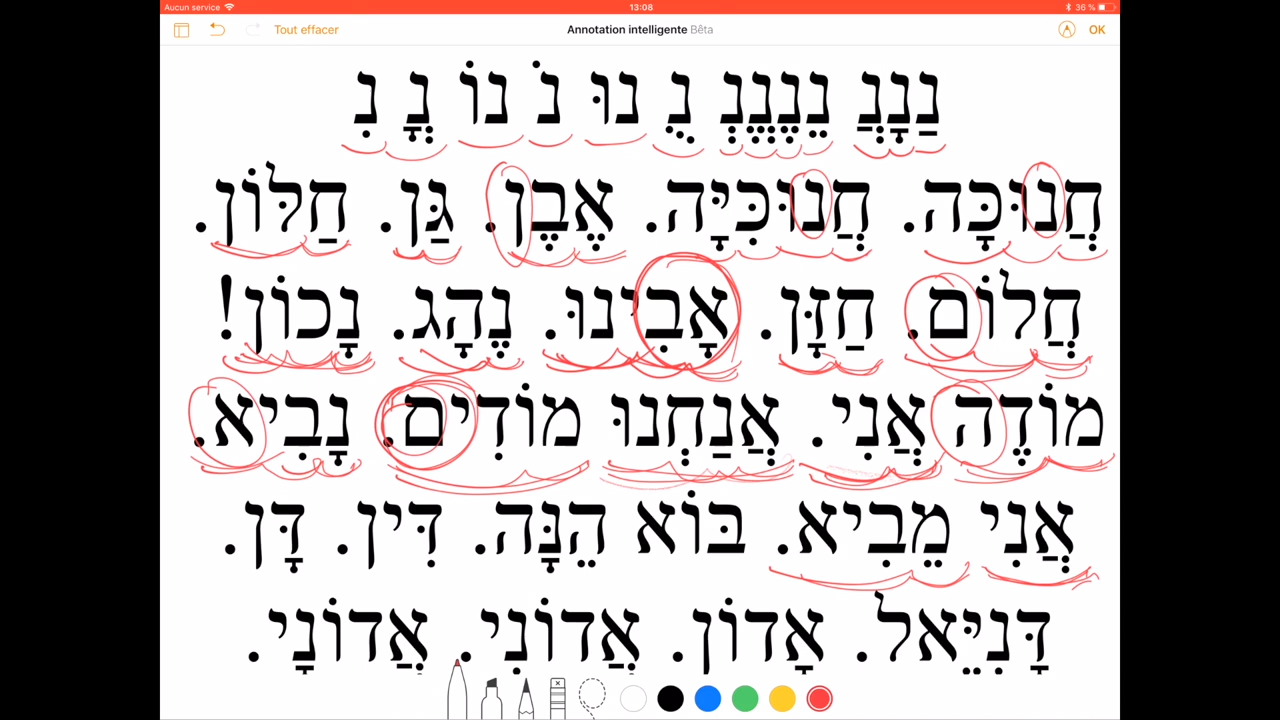 Aucun service 13:08 36 %
Tout effacer Annotation intelligente Bêta OK
נַנָנֲנַ נֵנֶנֱנֶנְ נֻ נוּ נֹ נוֹ נֳנָ נִ
חֲנוּכָּה. חֲנוּכִּיָּה. אֶבֶן. גַּן. חַלּוֹן.
חֲלוֹם. חַזָּן. אָבִינוּ. נֶהָג. נָכוֹן!
מוֹדֶה אֲנִי. אֲנַחְנוּ מוֹדִים. נָבִיא.
אֲנִי מֵבִיא. בּוֹא הֵנָּה. דִּין. דָּן.
דָּנִיֵּאל. אָדוֹן. אֲדוֹנִי. אֲדוֹנָי.